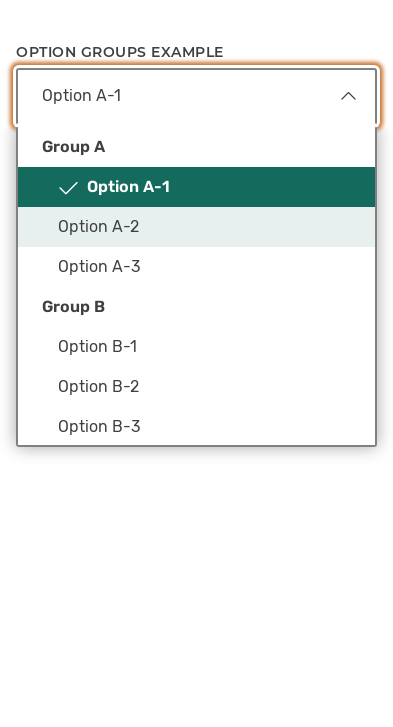 OPTION GROUPS EXAMPLE
Option A-1
Group A
Option A-1
Option A-2
Option A-3
Group B
Option B-1
Option B-2
Option B-3